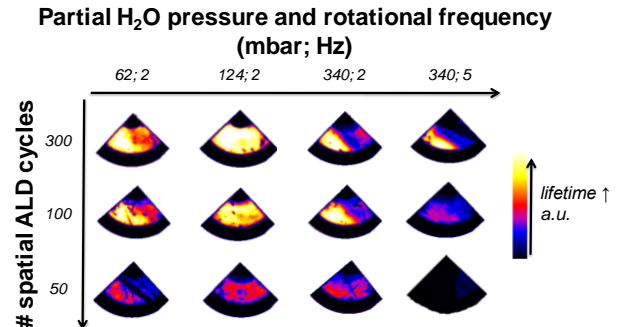 Partial H₂O pressure and rotational frequency
(mbar; Hz)
62; 2 124; 2 340; 2 340; 5
# spatial ALD cycles
300
100
50
lifetime ↑
a.u.